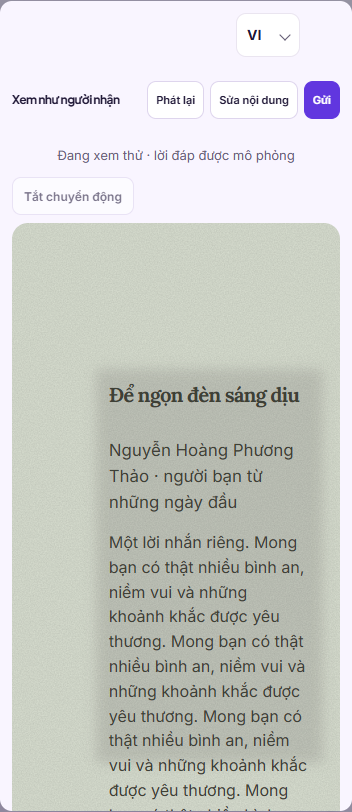 VI
Xem như người nhận
Phát lại
Sửa nội dung
Gửi
Đang xem thử · lời đáp được mô phỏng
Tắt chuyển động
Để ngọn đèn sáng dịu
Nguyễn Hoàng Phương
Thảo · người bạn từ
những ngày đầu
Một lời nhắn riêng. Mong
bạn có thật nhiều bình an,
niềm vui và những
khoảnh khắc được yêu
thương. Mong bạn có thật
nhiều bình an, niềm vui và
những khoảnh khắc được
yêu thương. Mong bạn có
thật nhiều bình an, niềm
vui và những khoảnh khắc
được yêu thương. Mong